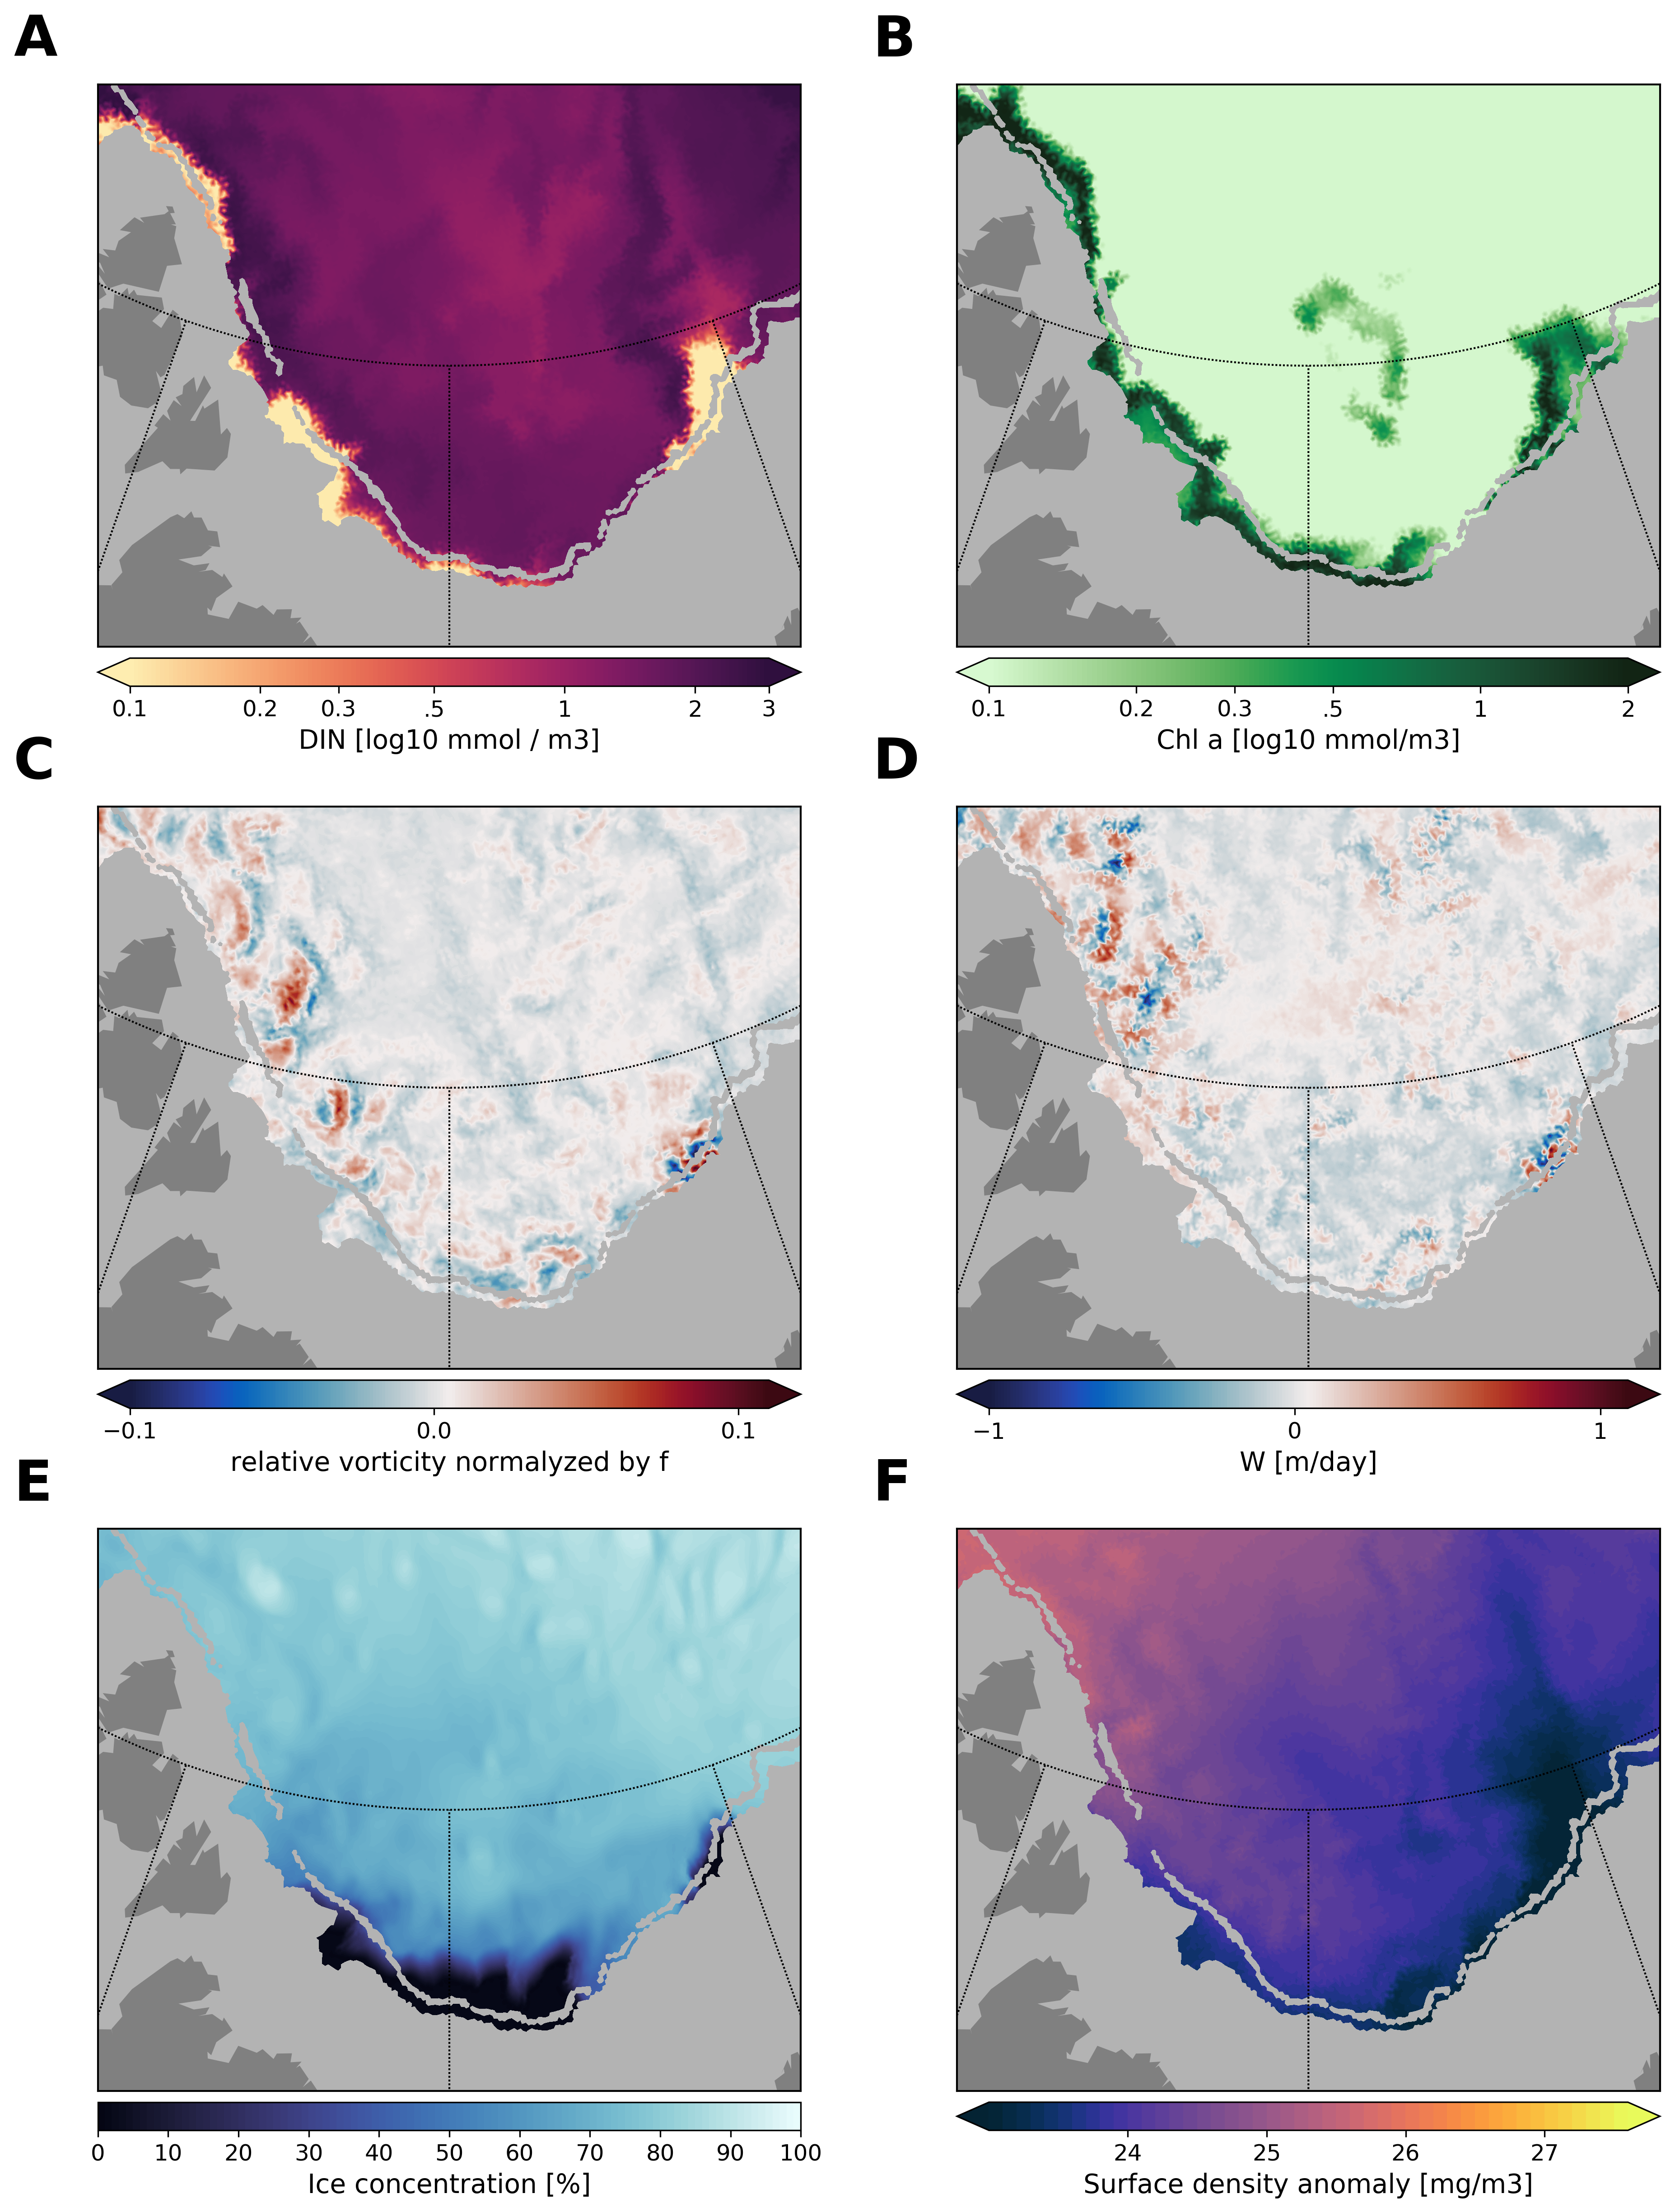 A
B
0.1 0.2 0.3 .5 1 2 3
DIN [log10 mmol / m3]
0.1 0.2 0.3 .5 1 2
Chl a [log10 mmol/m3]
C
D
−0.1 0.0 0.1
relative vorticity normalyzed by f
−1 0 1
W [m/day]
E
F
0 10 20 30 40 50 60 70 80 90 100
Ice concentration [%]
24 25 26 27
Surface density anomaly [mg/m3]